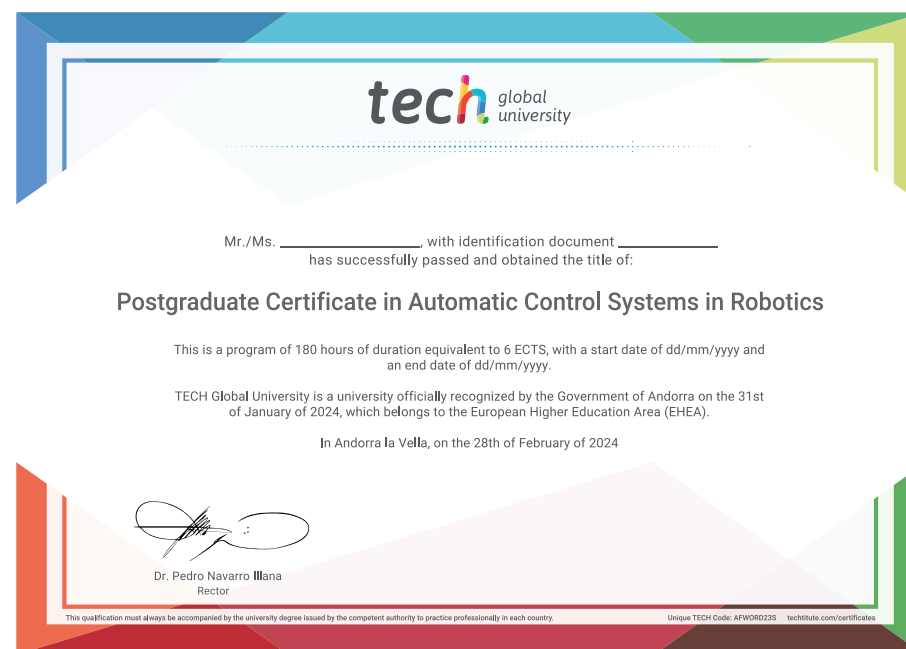 tech global university
Mr./Ms. ____________________, with identification document ______________
has successfully passed and obtained the title of:
Postgraduate Certificate in Automatic Control Systems in Robotics
This is a program of 180 hours of duration equivalent to 6 ECTS, with a start date of dd/mm/yyyy and
an end date of dd/mm/yyyy.
TECH Global University is a university officially recognized by the Government of Andorra on the 31st
of January of 2024, which belongs to the European Higher Education Area (EHEA).
In Andorra la Vella, on the 28th of February of 2024
Dr. Pedro Navarro Illana
Rector
This qualification must always be accompanied by the university degree issued by the competent authority to practice professionally in each country.
Unique TECH Code: AFWORD23S techtitute.com/certificates